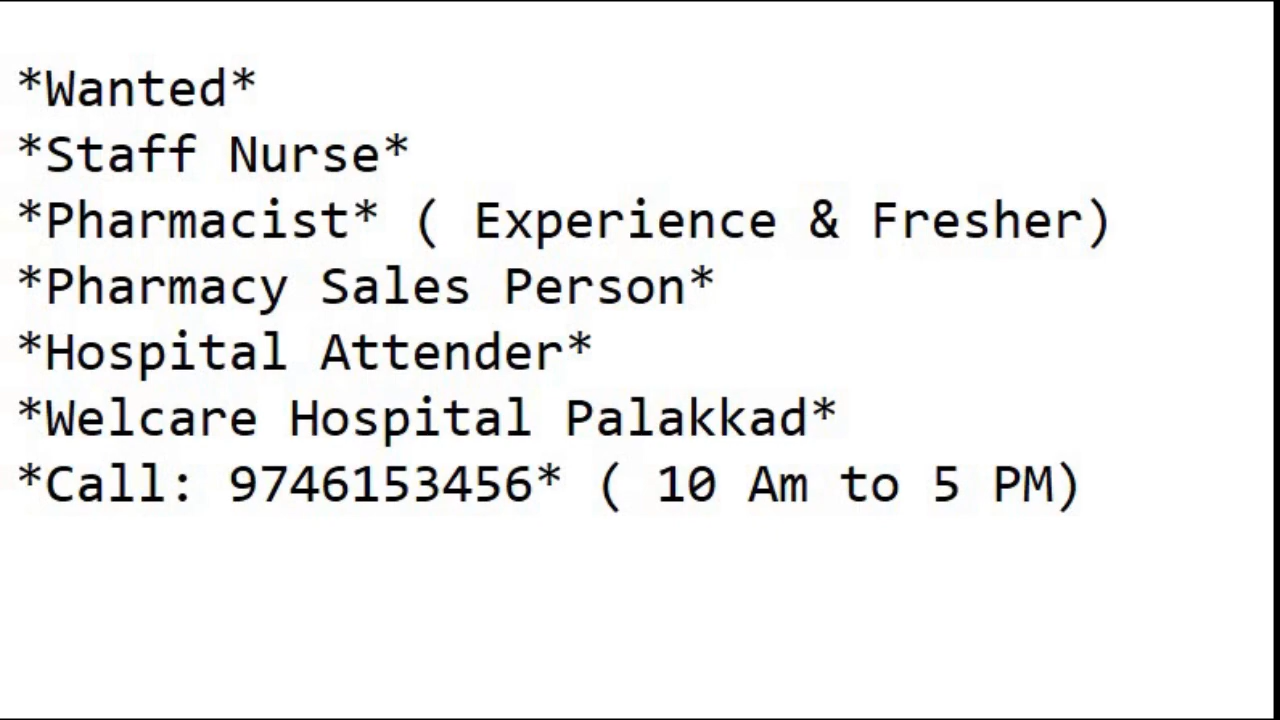 *Wanted*
*Staff Nurse*
*Pharmacist* ( Experience & Fresher)
*Pharmacy Sales Person*
*Hospital Attender*
*Welcare Hospital Palakkad*
*Call: 9746153456* ( 10 Am to 5 PM)